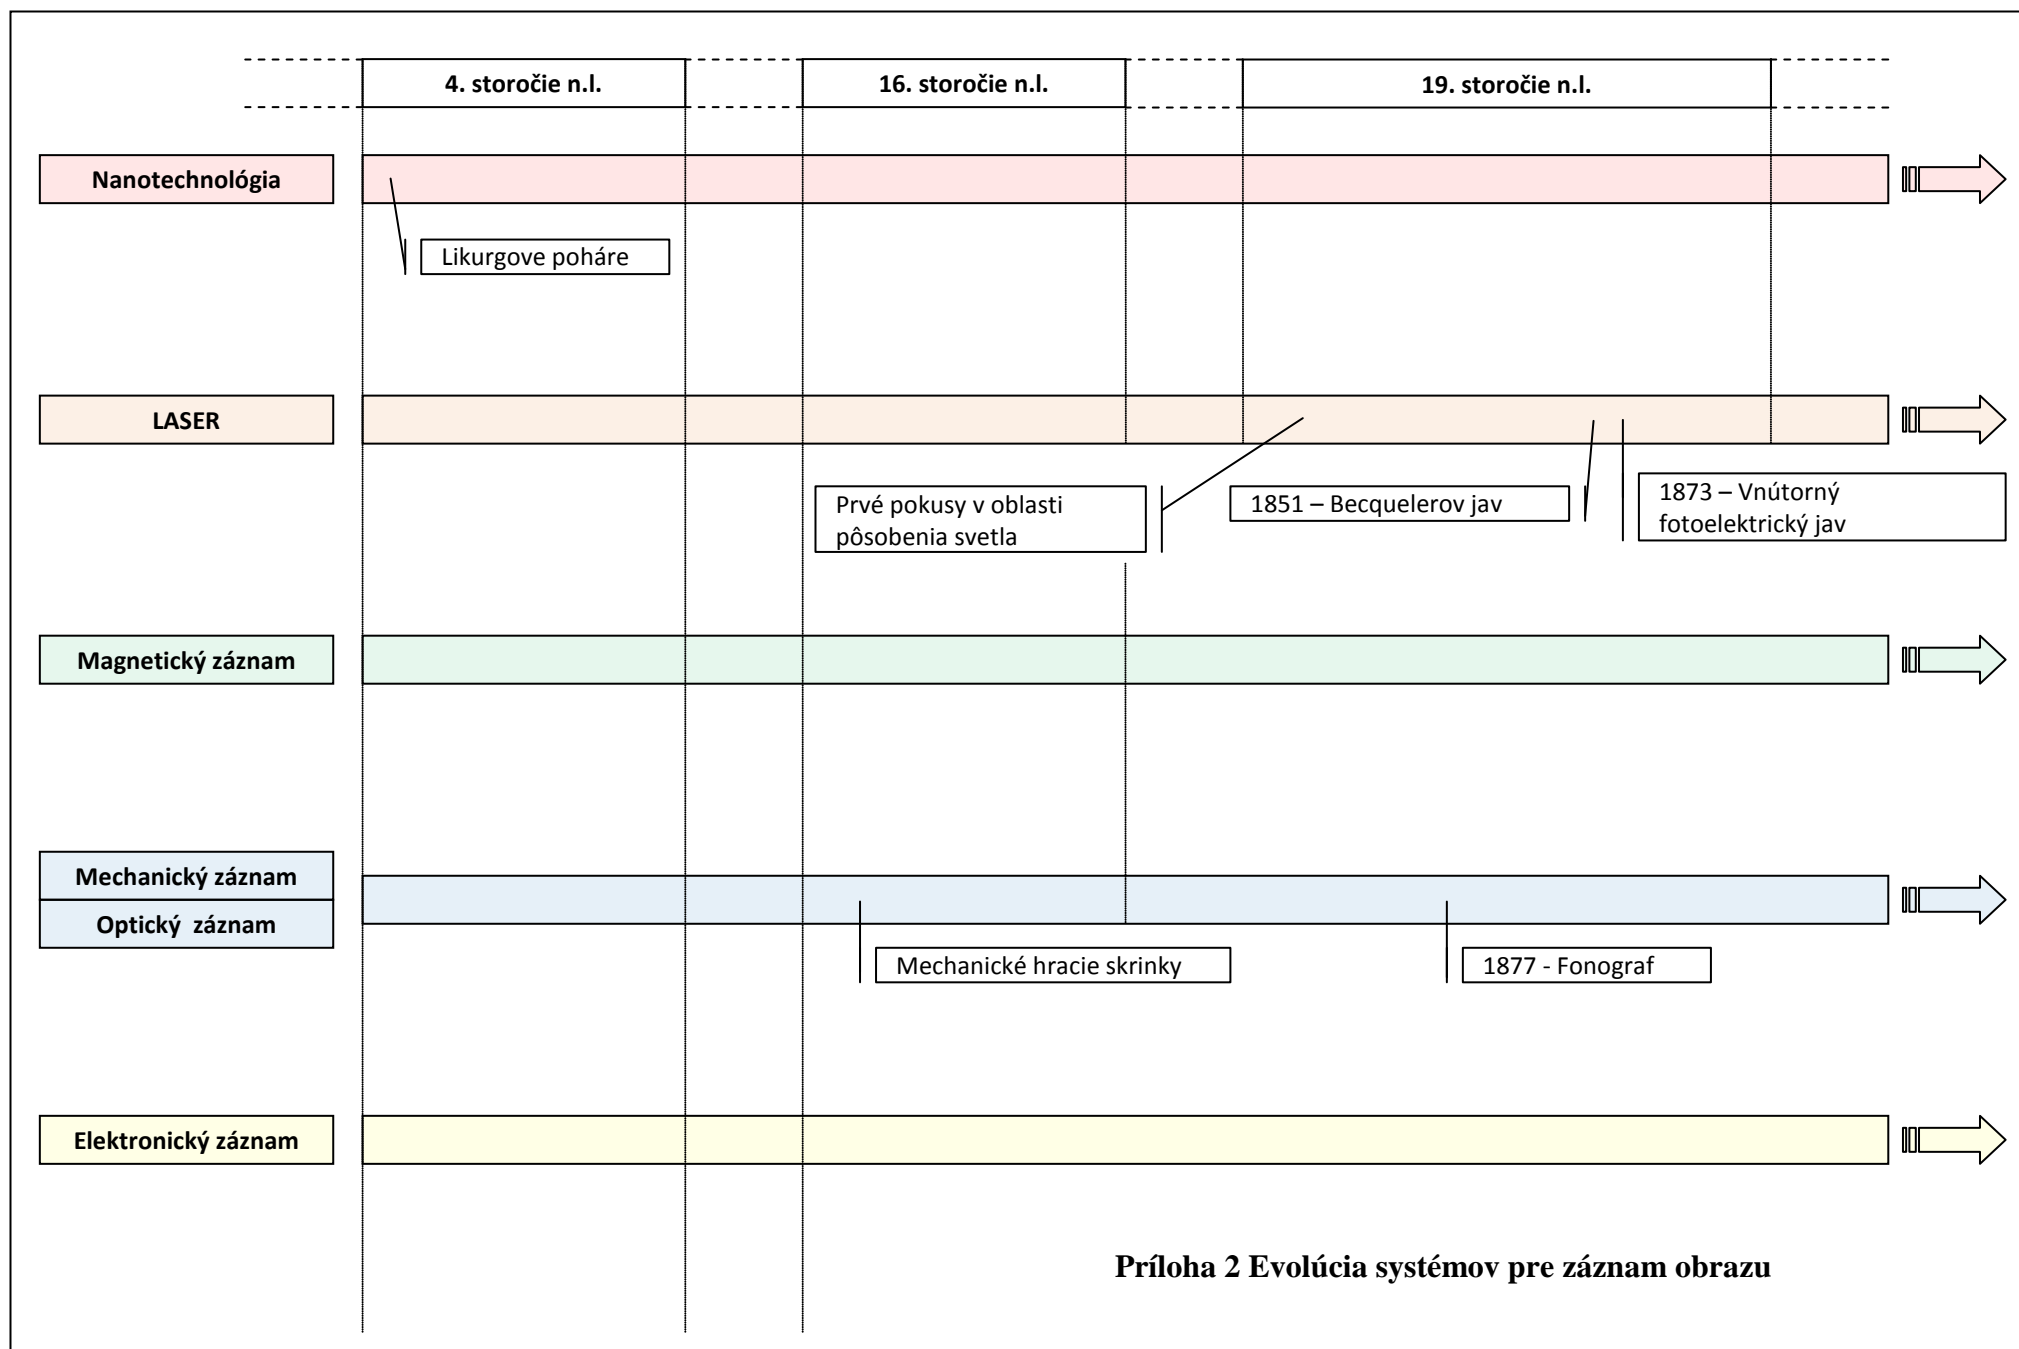 4. storočie n.l.
16. storočie n.l.
19. storočie n.l.
Nanotechnológia
Likurgove poháre
LASER
Prvé pokusy v oblasti
pôsobenia svetla
1851 – Becquelerov jav
1873 – Vnútorný
fotoelektrický jav
Magnetický záznam
Mechanický záznam
Optický  záznam
Mechanické hracie skrinky
1877 - Fonograf
Elektronický záznam
Príloha 2 Evolúcia systémov pre záznam obrazu